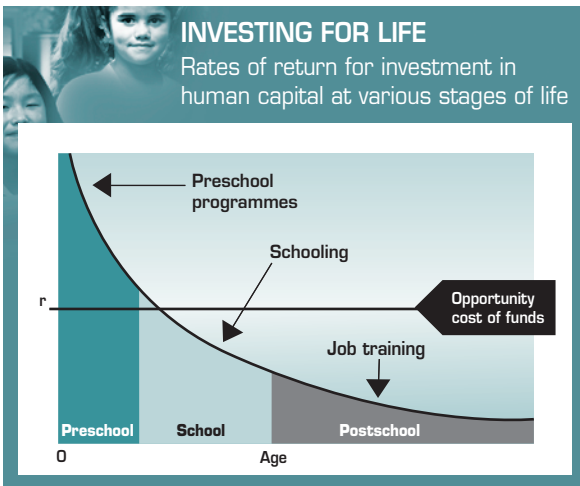 INVESTING FOR LIFE
Rates of return for investment in
human capital at various stages of life
Preschool
programmes
Schooling
r
Opportunity
cost of funds
Job training
Preschool
School
Postschool
0
Age